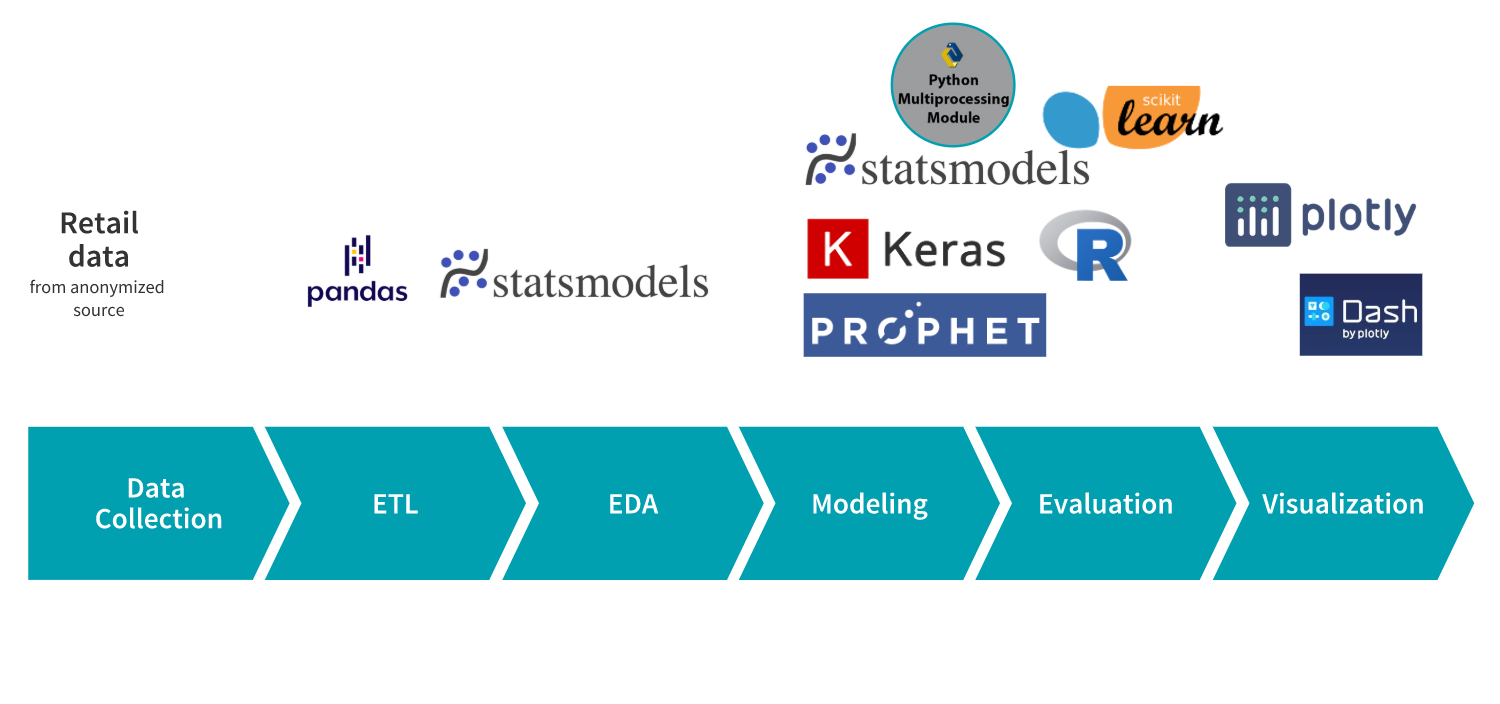 Python
Multiprocessing
Module
scikit
learn
statsmodels
Retail
data
from anonymized
source
pandas
statsmodels
K Keras
R
plotly
PROPHET
Dash
by plotly
Data
Collection
ETL
EDA
Modeling
Evaluation
Visualization